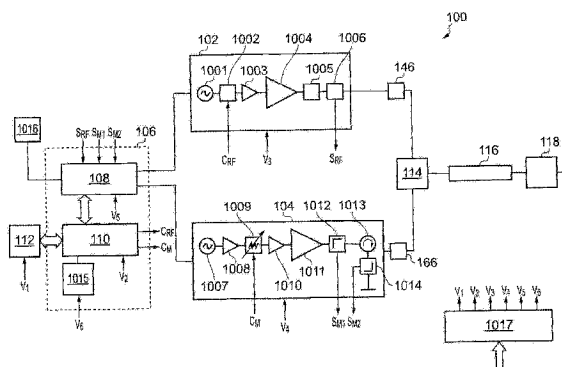 100
102 1002 1004 1006
1001 1003 1005 146
1016 SRF SM1 SM2 106
CRF V3 SRF
108
114 116 118
V5
1009 104 1012 1013
112 110 CRF
CM
166
1007 1008 1010 1011 1014
V1 1015 V2
V6
CM V4 SM1 SM2
V1 V2 V3 V4 V5 V6
1017